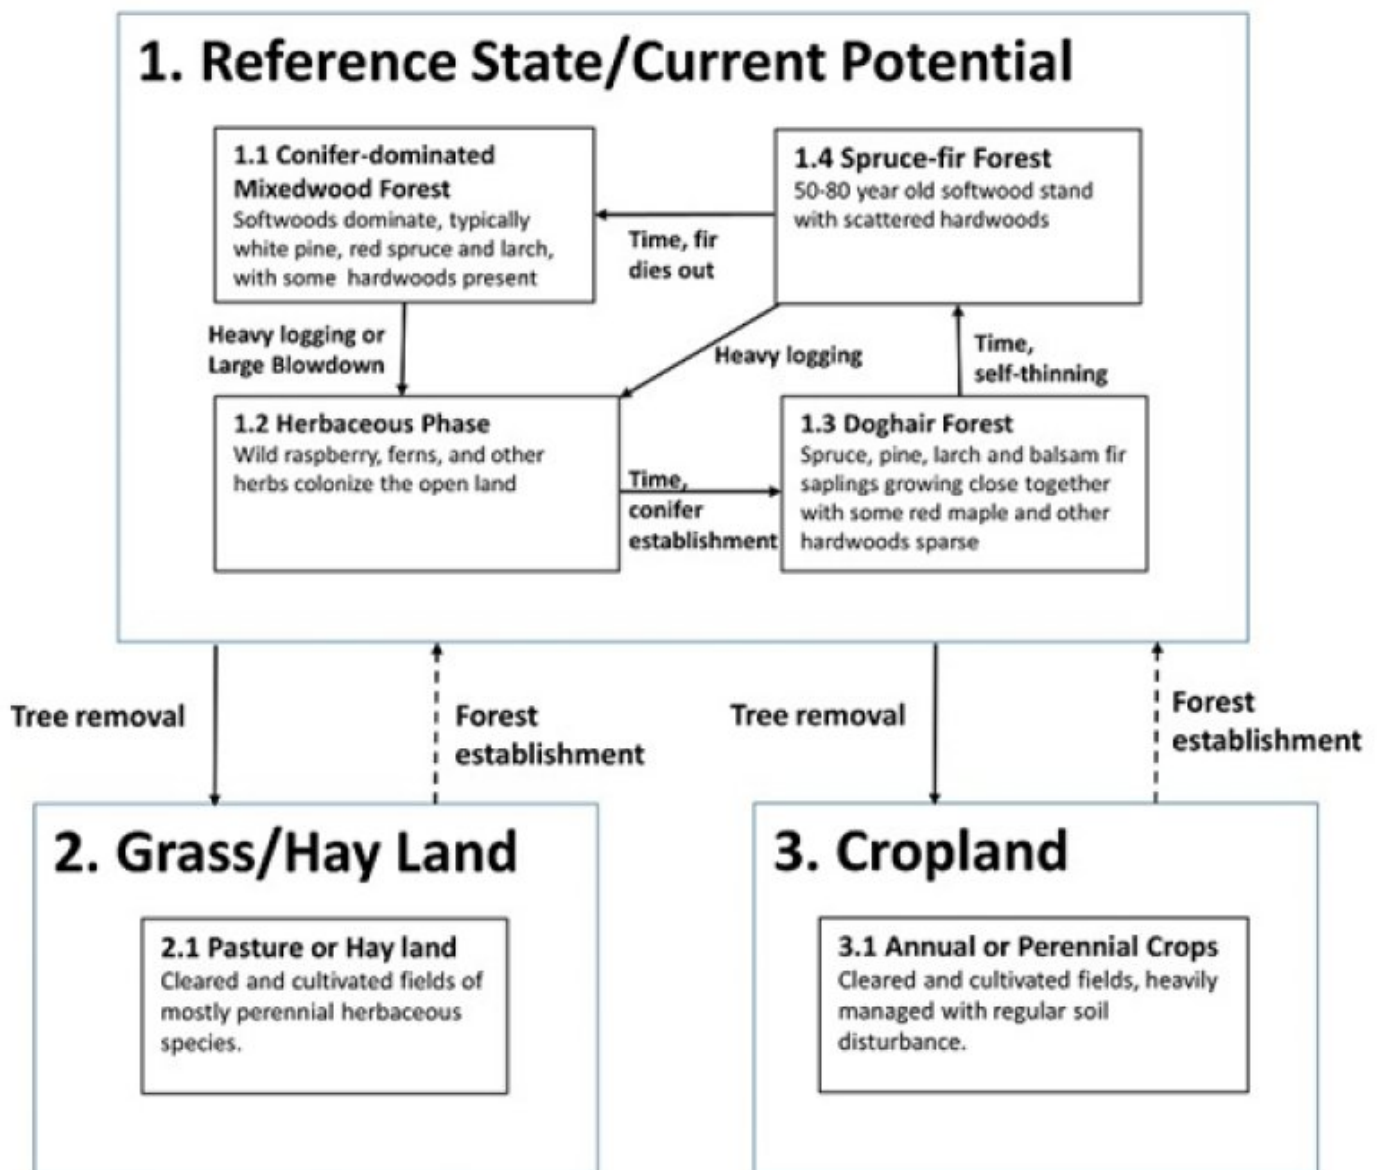 1. Reference State/Current Potential
1.1 Conifer-dominated
Mixedwood Forest
Softwoods dominate, typically
white pine, red spruce and larch,
with some hardwoods present
1.4 Spruce-fir Forest
50-80 year old softwood stand
with scattered hardwoods
Time, fir
dies out
Heavy logging or
Large Blowdown
Heavy logging
Time,
self-thinning
1.2 Herbaceous Phase
Wild raspberry, ferns, and other
herbs colonize the open land
Time,
conifer
establishment
1.3 Doghair Forest
Spruce, pine, larch and balsam fir
saplings growing close together
with some red maple and other
hardwoods sparse
Tree removal
Forest
establishment
Tree removal
Forest
establishment
2. Grass/Hay Land
2.1 Pasture or Hay land
Cleared and cultivated fields of
mostly perennial herbaceous
species.
3. Cropland
3.1 Annual or Perennial Crops
Cleared and cultivated fields, heavily
managed with regular soil
disturbance.